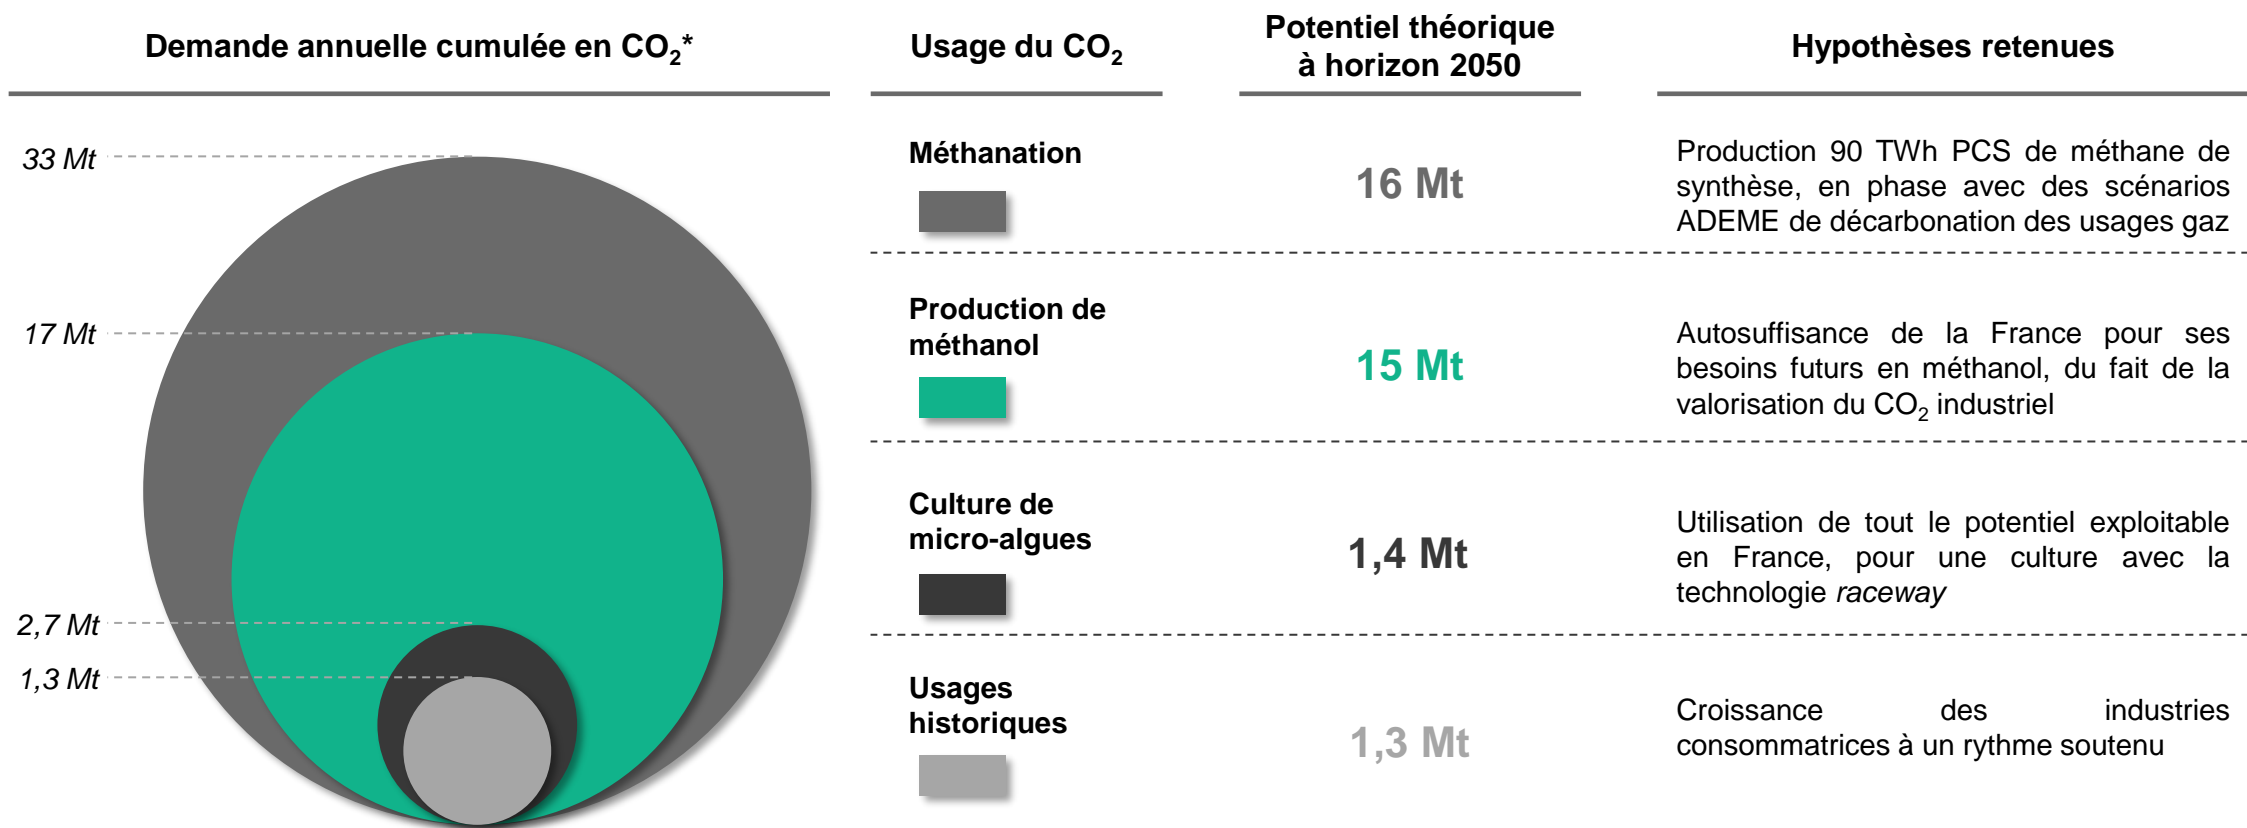 Demande annuelle cumulée en CO₂*
Usage du CO₂
Potentiel théorique
à horizon 2050
Hypothèses retenues
33 Mt
17 Mt
2,7 Mt
1,3 Mt
Méthanation
16 Mt
Production 90 TWh PCS de méthane de
synthèse, en phase avec des scénarios
ADEME de décarbonation des usages gaz
Production de
méthanol
15 Mt
Autosuffisance de la France pour ses
besoins futurs en méthanol, du fait de la
valorisation du CO₂ industriel
Culture de
micro-algues
1,4 Mt
Utilisation de tout le potentiel exploitable
en France, pour une culture avec la
technologie raceway
Usages
historiques
1,3 Mt
Croissance des industries
consommatrices à un rythme soutenu